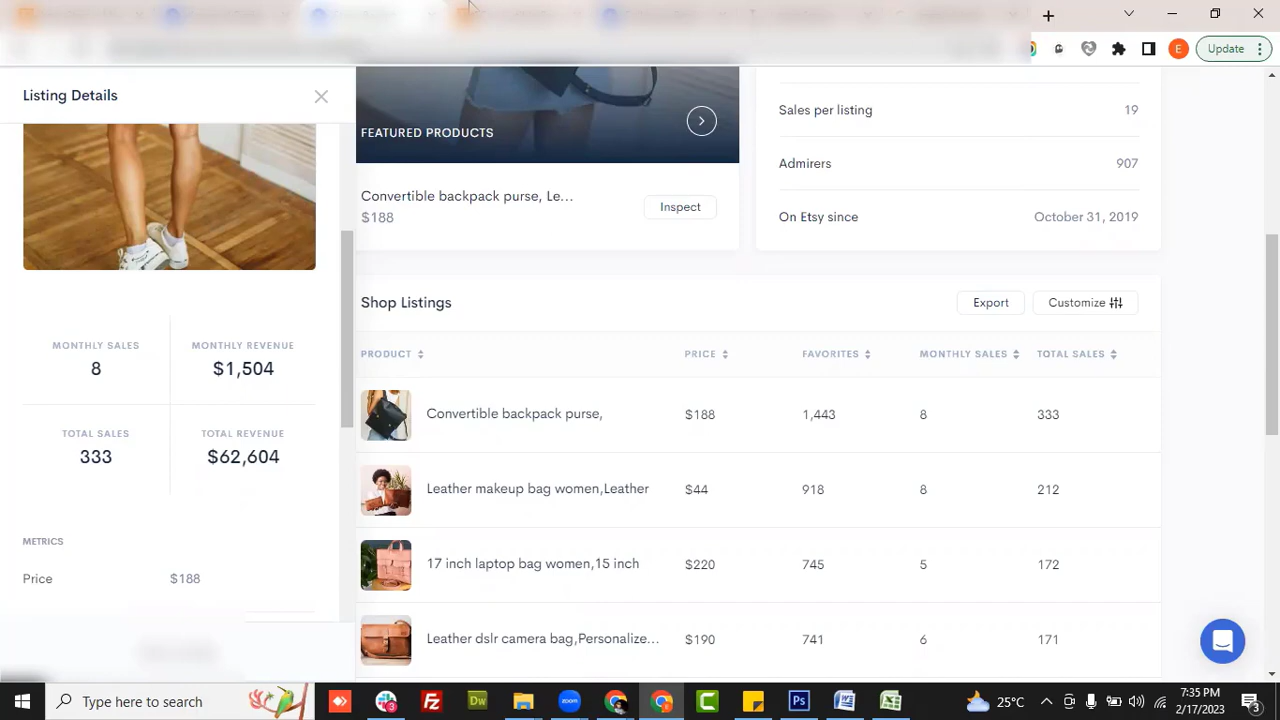 E
Update
Listing Details
FEATURED PRODUCTS
Convertible backpack purse, Le...
$188
Inspect
Sales per listing 19
Admirers 907
On Etsy since October 31, 2019
MONTHLY SALES MONTHLY REVENUE
8 $1,504
TOTAL SALES TOTAL REVENUE
333 $62,604
METRICS
Price $188
Shop Listings Export Customize
PRODUCT PRICE FAVORITES MONTHLY SALES TOTAL SALES
Convertible backpack purse, $188 1,443 8 333
Leather makeup bag women,Leather $44 918 8 212
17 inch laptop bag women,15 inch $220 745 5 172
Leather dslr camera bag,Personalize... $190 741 6 171
Type here to search
Dw
Ps
25°C
7:35 PM
2/17/2023
3